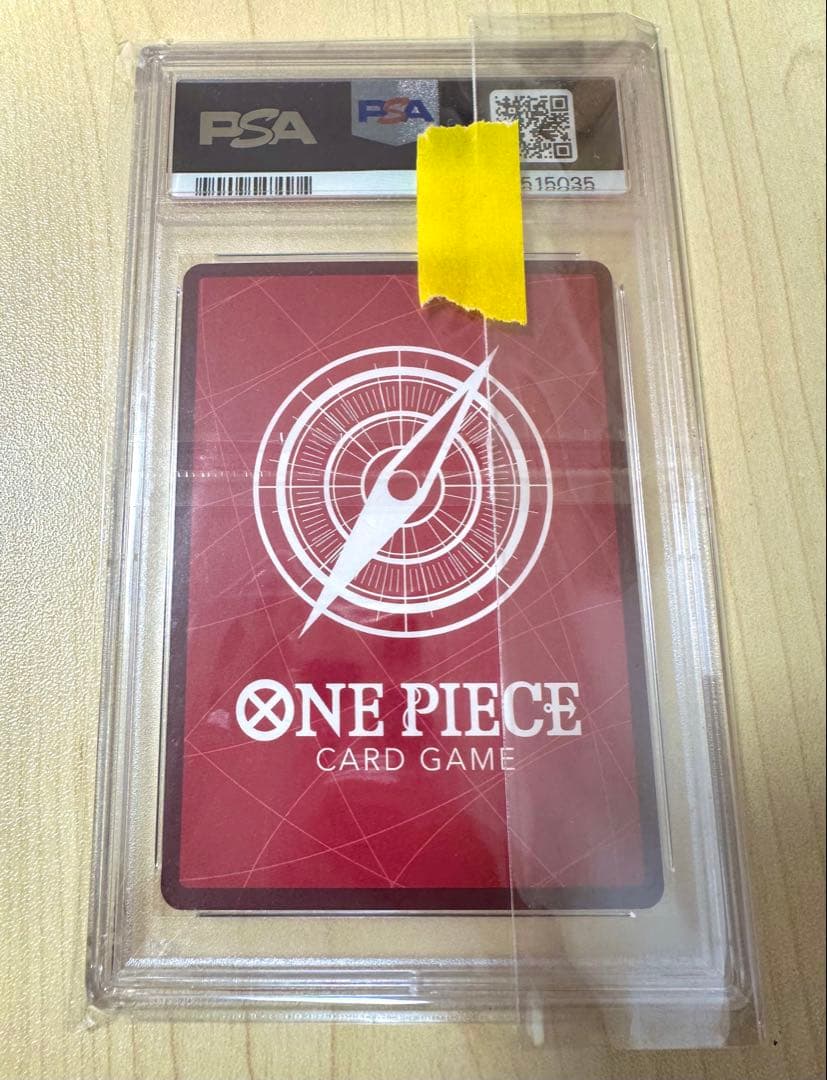 PSA
PSA
515035
ONE PIECE
CARD GAME